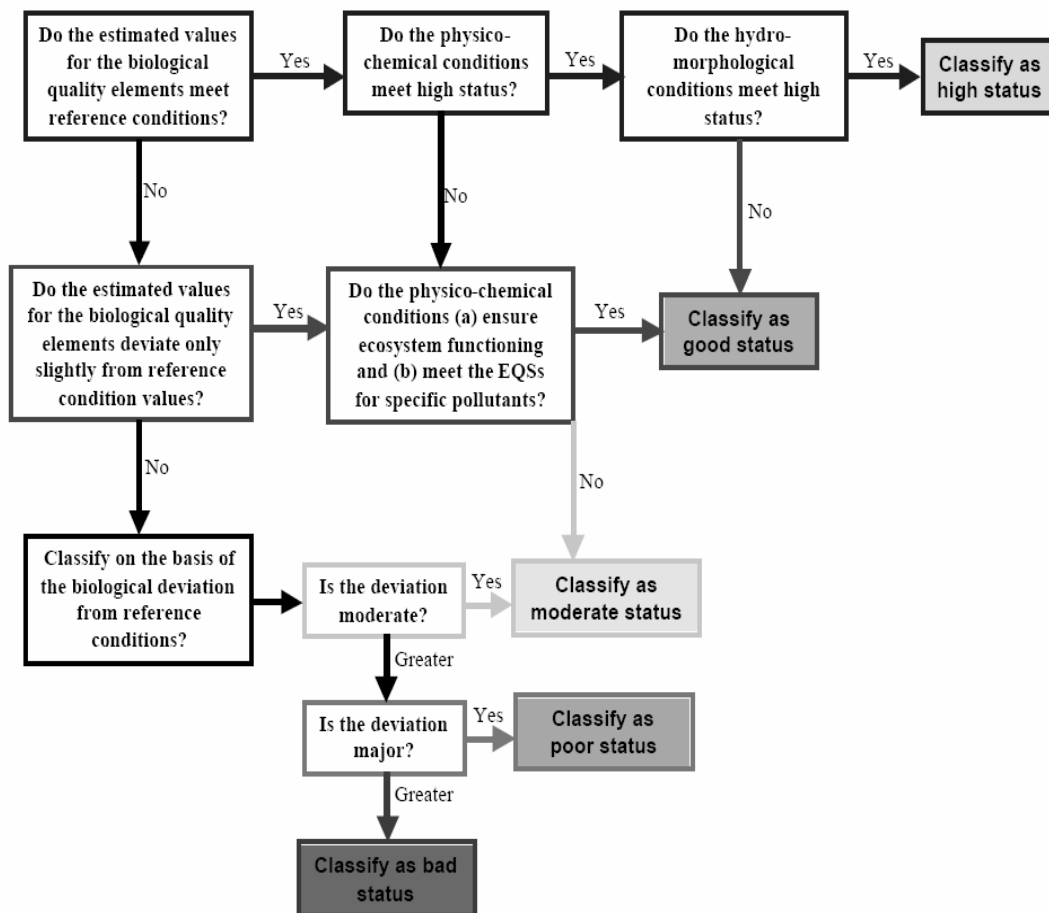 Do the estimated values
for the biological
quality elements meet
reference conditions?
Yes
Do the physico-
chemical conditions
meet high status?
Yes
Do the hydro-
morphological
conditions meet high
status?
Yes
Classify as
high status
No
No
No
Do the estimated values
for the biological quality
elements deviate only
slightly from reference
condition values?
Yes
Do the physico-chemical
conditions (a) ensure
ecosystem functioning
and (b) meet the EQSs
for specific pollutants?
Yes
Classify as
good status
No
No
Classify on the basis of
the biological deviation
from reference
conditions?
Is the deviation
moderate?
Yes
Classify as
moderate status
Greater
Is the deviation
major?
Yes
Classify as
poor status
Greater
Classify as bad
status